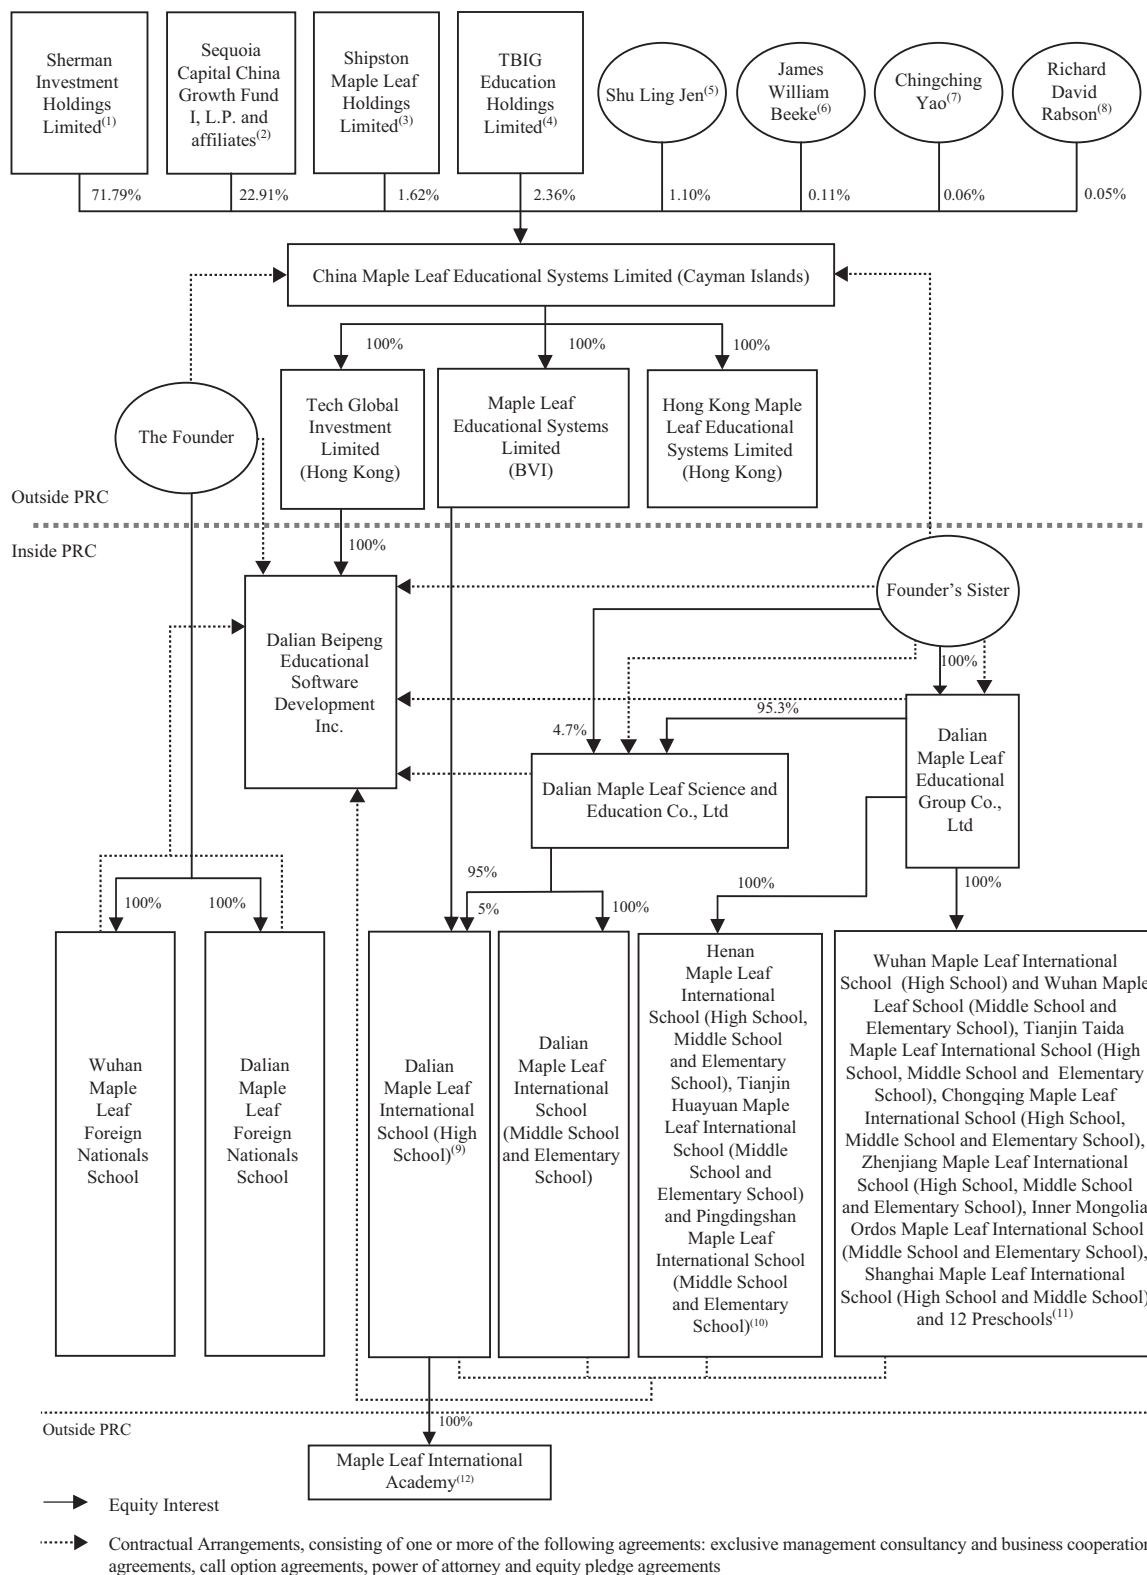 Sherman
Investment
Holdings
Limited(1)
Sequoia
Capital China
Growth Fund
I, L.P. and
affiliates(2)
Shipston
Maple Leaf
Holdings
Limited(3)
TBIG
Education
Holdings
Limited(4)
Shu Ling Jen(5)
James
William
Beeke(6)
Chingching
Yao(7)
Richard
David
Rabson(8)
71.79%
22.91%
1.62%
2.36%
1.10%
0.11%
0.06%
0.05%
China Maple Leaf Educational Systems Limited (Cayman Islands)
100%
100%
100%
The Founder
Tech Global
Investment
Limited
(Hong Kong)
Maple Leaf
Educational Systems
Limited
(BVI)
Hong Kong Maple
Leaf Educational
Systems Limited
(Hong Kong)
Outside PRC
Inside PRC
100%
Founder's Sister
Dalian Beipeng
Educational
Software
Development
Inc.
100%
95.3%
4.7%
Dalian
Maple Leaf
Educational
Group Co.,
Ltd
Dalian Maple Leaf Science and
Education Co., Ltd
95%
5%
100%
100%
100%
100%
100%
Wuhan
Maple
Leaf
Foreign
Nationals
School
Dalian
Maple
Leaf
Foreign
Nationals
School
Dalian
Maple Leaf
International
School (High
School)(9)
Dalian
Maple Leaf
International
School
(Middle School
and Elementary
School)
Henan
Maple Leaf
International
School (High School,
Middle School
and Elementary
School), Tianjin
Huayuan Maple
Leaf International
School (Middle
School and
Elementary School)
and Pingdingshan
Maple Leaf
International School
(Middle School
and Elementary
School)(10)
Wuhan Maple Leaf International
School (High School) and Wuhan Maple
Leaf School (Middle School and
Elementary School), Tianjin Taida
Maple Leaf International School (High
School, Middle School and Elementary
School), Chongqing Maple Leaf
International School (High School,
Middle School and Elementary School),
Zhenjiang Maple Leaf International
School (High School, Middle School
and Elementary School), Inner Mongolia
Ordos Maple Leaf International School
(Middle School and Elementary School),
Shanghai Maple Leaf International
School (High School and Middle School)
and 12 Preschools(11)
Outside PRC
100%
Maple Leaf International
Academy(12)
Equity Interest
Contractual Arrangements, consisting of one or more of the following agreements: exclusive management consultancy and business cooperation
agreements, call option agreements, power of attorney and equity pledge agreements